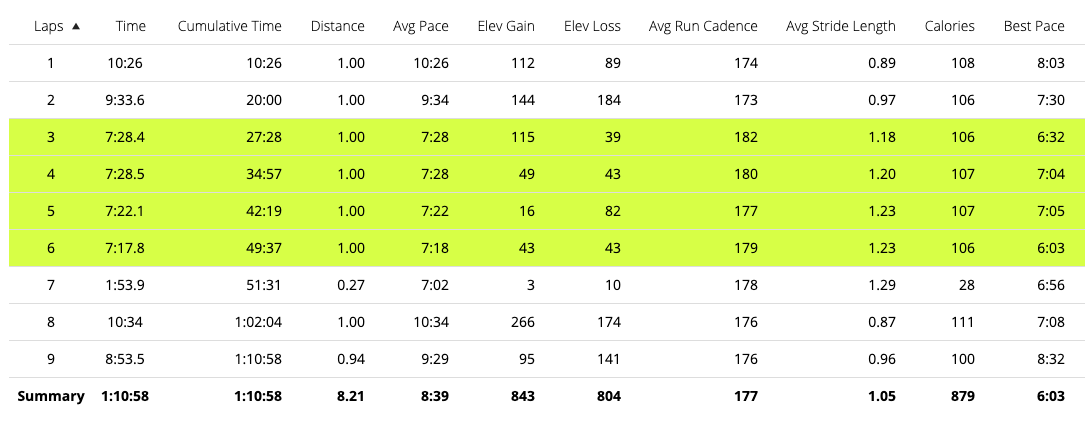 Laps ▲ Time Cumulative Time Distance Avg Pace Elev Gain Elev Loss Avg Run Cadence Avg Stride Length Calories Best Pace
1 10:26 10:26 1.00 10:26 112 89 174 0.89 108 8:03
2 9:33.6 20:00 1.00 9:34 144 184 173 0.97 106 7:30
3 7:28.4 27:28 1.00 7:28 115 39 182 1.18 106 6:32
4 7:28.5 34:57 1.00 7:28 49 43 180 1.20 107 7:04
5 7:22.1 42:19 1.00 7:22 16 82 177 1.23 107 7:05
6 7:17.8 49:37 1.00 7:18 43 43 179 1.23 106 6:03
7 1:53.9 51:31 0.27 7:02 3 10 178 1.29 28 6:56
8 10:34 1:02:04 1.00 10:34 266 174 176 0.87 111 7:08
9 8:53.5 1:10:58 0.94 9:29 95 141 176 0.96 100 8:32
Summary 1:10:58 1:10:58 8.21 8:39 843 804 177 1.05 879 6:03